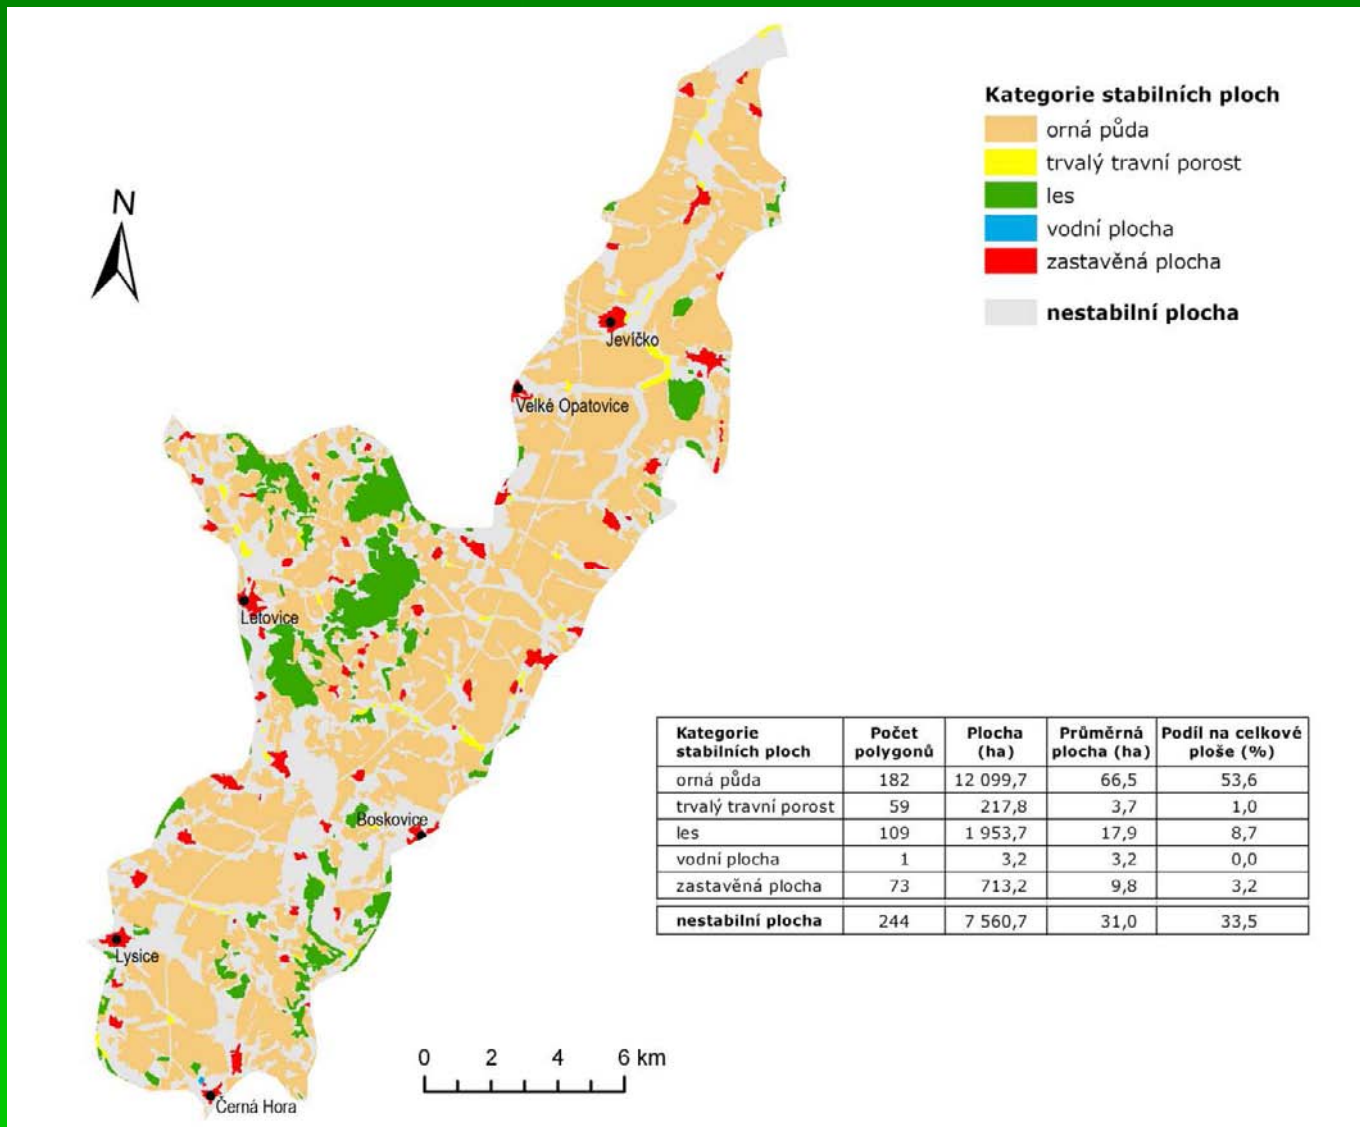 Kategorie stabilních ploch
orná půda
trvalý travní porost
les
vodní plocha
zastavěná plocha
nestabilní plocha
N
Jevíčko
Velké Opatovice
Letovice
Boskovice
Lysice
Černá Hora
0 2 4 6 km
Kategorie stabilních ploch Počet polygonů Plocha (ha) Průměrná plocha (ha) Podíl na celkové ploše (%)
orná půda 182 12 099,7 66,5 53,6
trvalý travní porost 59 217,8 3,7 1,0
les 109 1 953,7 17,9 8,7
vodní plocha 1 3,2 3,2 0,0
zastavěná plocha 73 713,2 9,8 3,2
nestabilní plocha 244 7 560,7 31,0 33,5